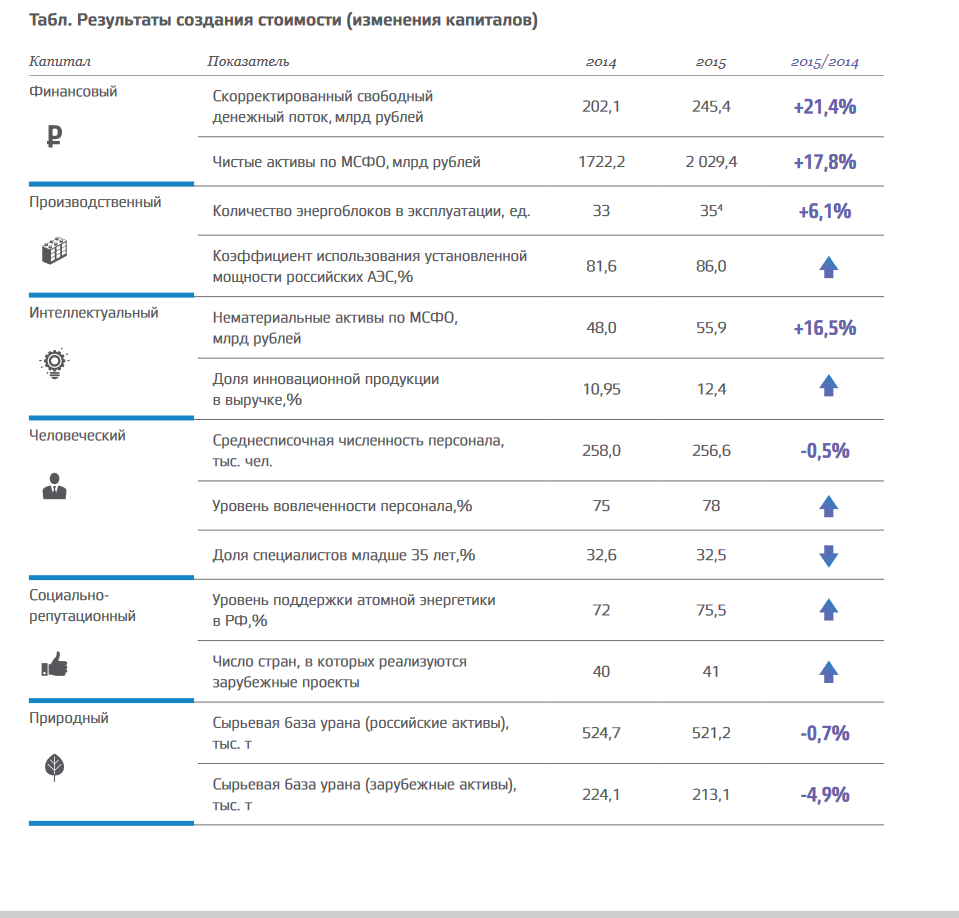 Табл. Результаты создания стоимости (изменения капиталов)
Капитал Показатель 2014 2015 2015/2014
Финансовый
Скорректированный свободный
денежный поток, млрд рублей 202,1 245,4 +21,4%
Чистые активы по МСФО, млрд рублей 1722,2 2 029,4 +17,8%
Производственный
Количество энергоблоков в эксплуатации, ед. 33 35⁴ +6,1%
Коэффициент использования установленной
мощности российских АЭС,% 81,6 86,0
Интеллектуальный
Нематериальные активы по МСФО,
млрд рублей 48,0 55,9 +16,5%
Доля инновационной продукции
в выручке,% 10,95 12,4
Человеческий
Среднесписочная численность персонала,
тыс. чел. 258,0 256,6 -0,5%
Уровень вовлеченности персонала,% 75 78
Доля специалистов младше 35 лет,% 32,6 32,5
Социально-
репутационный
Уровень поддержки атомной энергетики
в РФ,% 72 75,5
Число стран, в которых реализуются
зарубежные проекты 40 41
Природный
Сырьевая база урана (российские активы),
тыс. т 524,7 521,2 -0,7%
Сырьевая база урана (зарубежные активы),
тыс. т 224,1 213,1 -4,9%